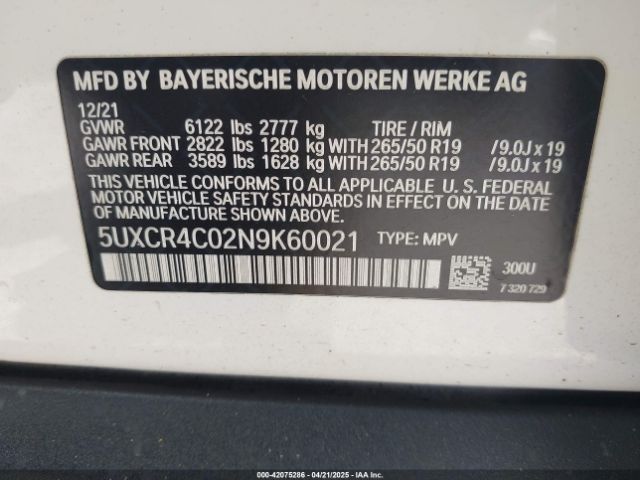 MFD BY BAYERISCHE MOTOREN WERKE AG
12/21
GVWR 6122 lbs 2777 kg TIRE / RIM
GAWR FRONT 2822 lbs 1280 kg WITH 265/50 R19 /9.0J x 19
GAWR REAR 3589 lbs 1628 kg WITH 265/50 R19 /9.0J x 19
THIS VEHICLE CONFORMS TO ALL APPLICABLE U. S. FEDERAL
MOTOR VEHICLE SAFETY STANDARDS IN EFFECT ON THE
DATE OF MANUFACTURE SHOWN ABOVE.
5UXCR4C02N9K60021 TYPE: MPV
300U
7 320 729
000-42075286 - 04/21/2025 - IAA, Inc.